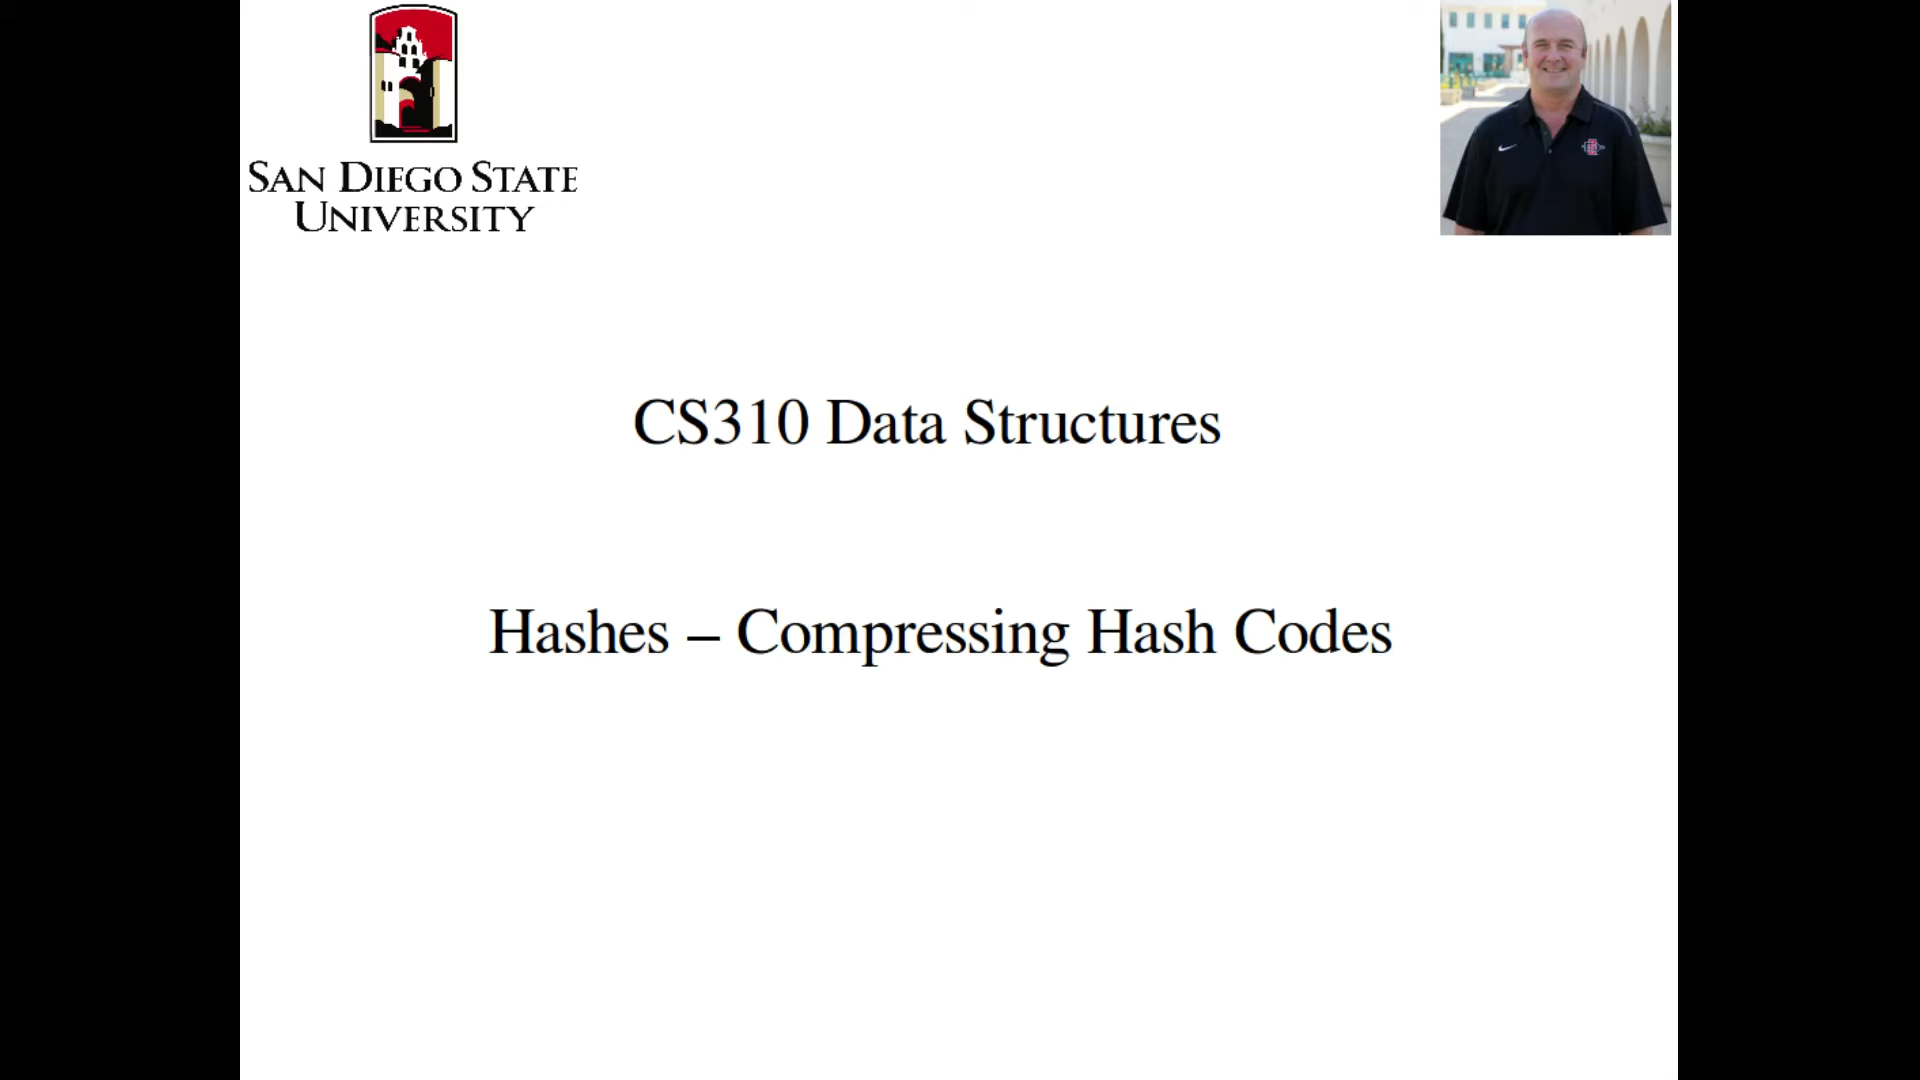 SAN DIEGO STATE
UNIVERSITY
CS310 Data Structures
Hashes – Compressing Hash Codes